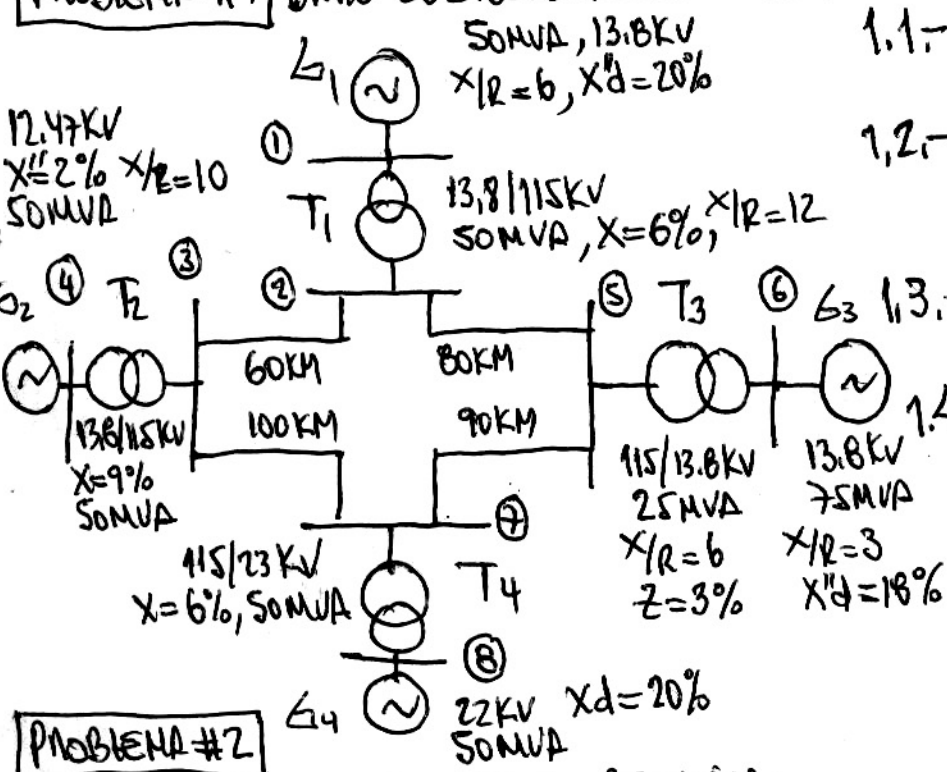 50MVA, 13.8KV
1.1.-
G1
X/R=6, X"d=20%
12.47KV
X"=2% X/R=10
50MVA
①
1,2,-
T1
13,8/115KV
50MVA, X=6%, X/R=12
G2 ④ T2 ③
② ⑤ T3 ⑥ G3 1,3.
60KM
80KM
100KM
90KM
13.8/115KV
X=9%
50MVA
115/13.8KV
25MVA
X/R=6
Z=3%
13.8KV
75MVA
X/R=3
X"d=18%
1.4
⑦
115/23KV
X=6%, 50MVA
T4
⑧
G4
22KV Xd=20%
50MVA
PROBLEMA #2